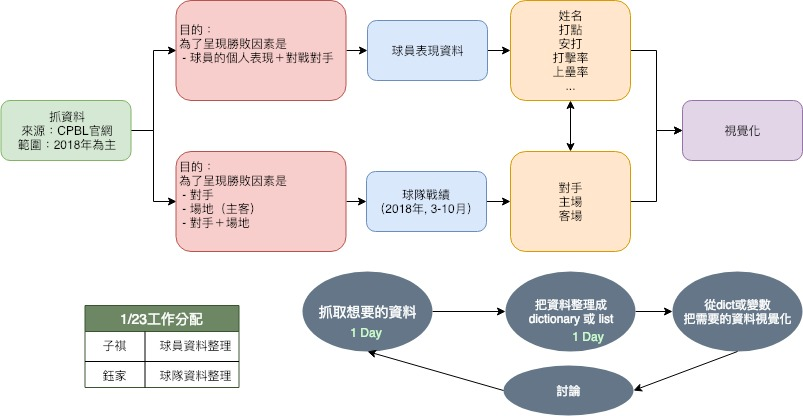 抓資料
來源：CPBL官網
範圍：2018年為主
目的：
為了呈現勝敗因素是
- 球員的個人表現＋對戰對手
球員表現資料
姓名
打點
安打
打擊率
上壘率
...
目的：
為了呈現勝敗因素是
- 對手
- 場地（主客）
- 對手＋場地
球隊戰績
（2018年, 3-10月）
對手
主場
客場
視覺化
1/23工作分配
子祺 球員資料整理
鈺家 球隊資料整理
抓取想要的資料
1 Day
把資料整理成
dictionary 或 list
1 Day
從dict或變數
把需要的資料視覺化
討論